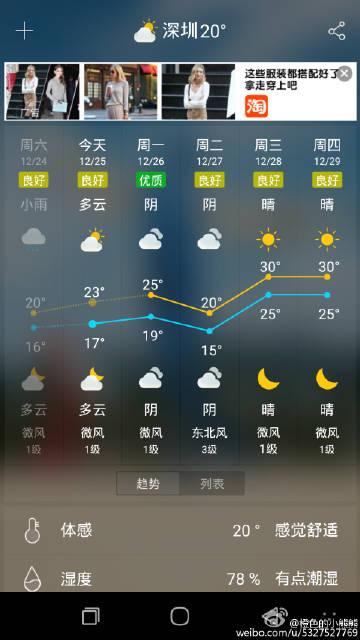 深圳20°
这些服装都搭配好了
拿走穿上吧
淘
广告
周六 今天 周一 周二 周三 周四
12/24 12/25 12/26 12/27 12/28 12/29
良好 良好 优质 良好 良好 良好
小雨 多云 阴 阴 晴 晴
20° 23° 25° 20° 30° 30°
16° 17° 19° 15° 25° 25°
多云 多云 阴 阴 晴 晴
微风 微风 微风 东北风 微风 微风
1级 1级 1级 3级 1级 1级
趋势 列表
体感 20° 感觉舒适
湿度 78% 有点潮湿
weibo.com/u/5327527769